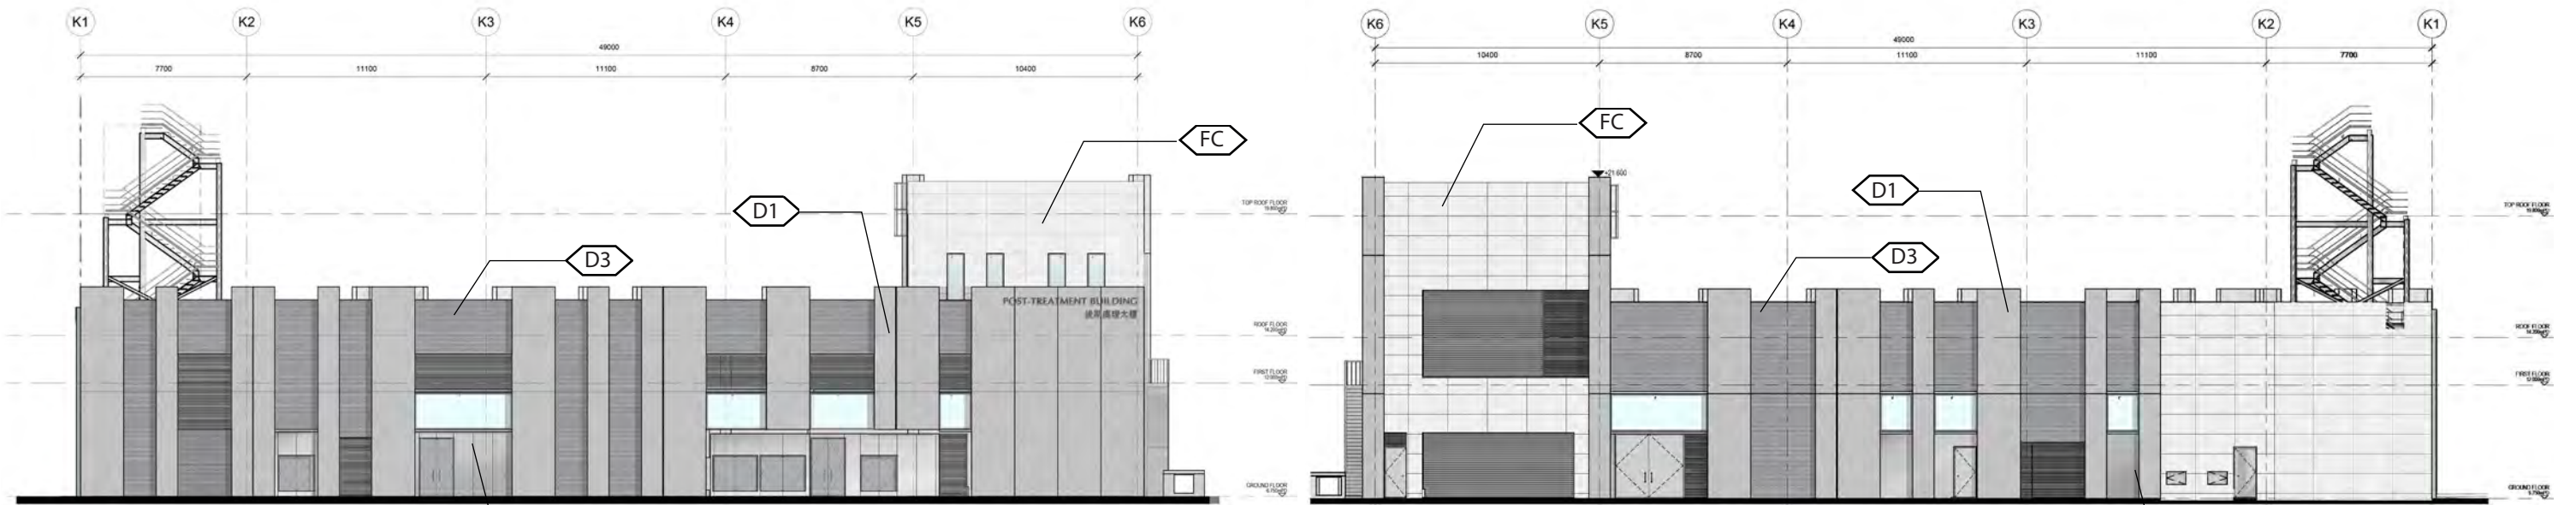 K1 K2 K3 K4 K5 K6
49000
7700 11100 11100 8700 10400
FC
D1
D3
POST-TREATMENT BUILDING
TOP ROOF FLOOR
ROOF FLOOR
FIRST FLOOR
GROUND FLOOR
K6 K5 K4 K3 K2 K1
49000
10400 8700 11100 11100 7700
FC
+21.600
D1
D3
TOP ROOF FLOOR
ROOF FLOOR
FIRST FLOOR
GROUND FLOOR